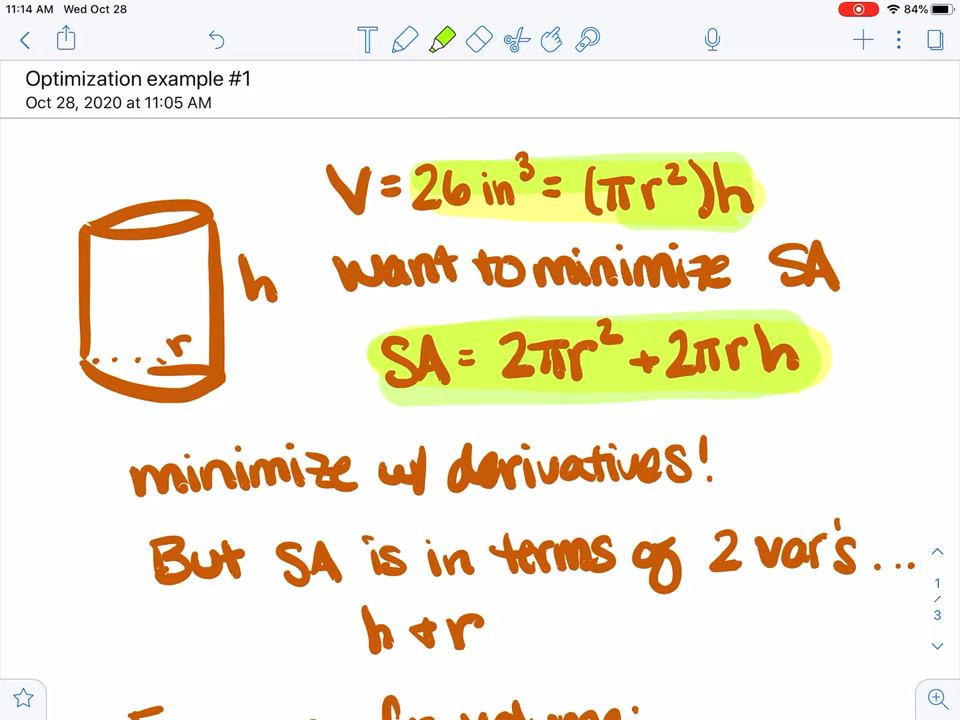 11:14 AM Wed Oct 28
84%
T
Optimization example #1
Oct 28, 2020 at 11:05 AM
V = 26 in³ = (πr²)h
want to minimize SA
h
r
SA = 2πr² + 2πrh
minimize w/ derivatives!
But SA is in terms of 2 var's...
h + r
1
/
3
for volume: